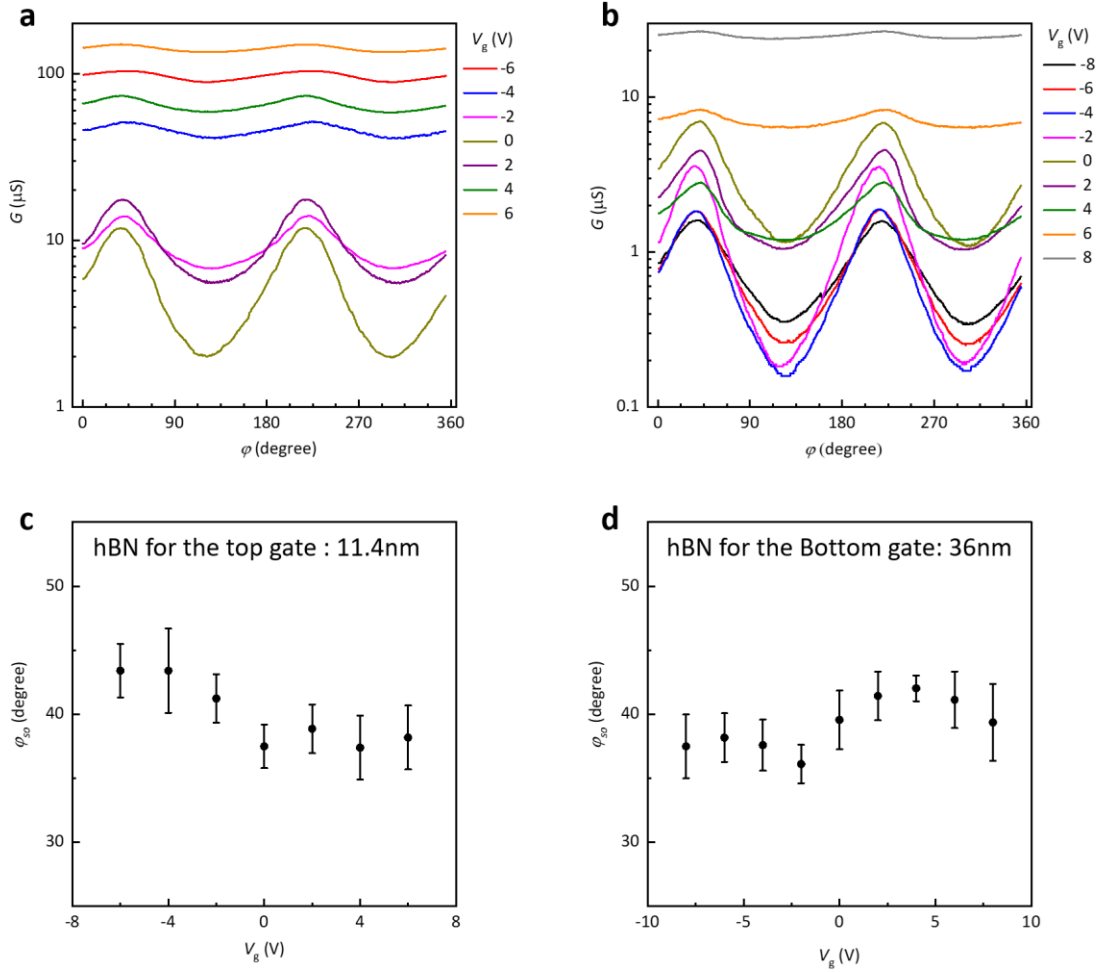 a
100
10
1
G (μS)
0 90 180 270 360
φ (degree)
V_g (V)
-6
-4
-2
0
2
4
6
b
10
1
0.1
G (μS)
0 90 180 270 360
φ (degree)
V_g (V)
-8
-6
-4
-2
0
2
4
6
8
c
hBN for the top gate : 11.4nm
50
40
30
φ_so (degree)
-8 -4 0 4 8
V_g (V)
d
hBN for the Bottom gate: 36nm
50
40
30
φ_so (degree)
-10 -5 0 5 10
V_g (V)